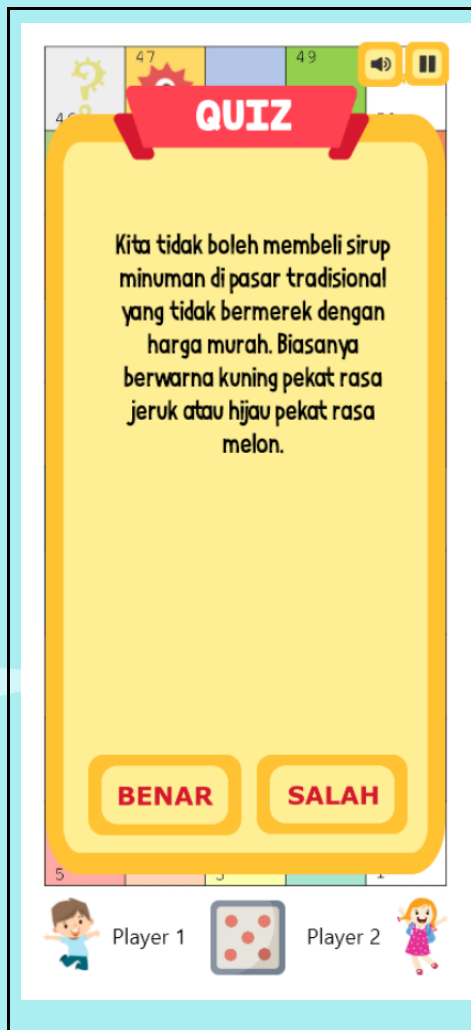 47
49
QUIZ
Kita tidak boleh membeli sirup
minuman di pasar tradisional
yang tidak bermerek dengan
harga murah. Biasanya
berwarna kuning pekat rasa
jeruk atau hijau pekat rasa
melon.
BENAR
SALAH
5
Player 1
Player 2